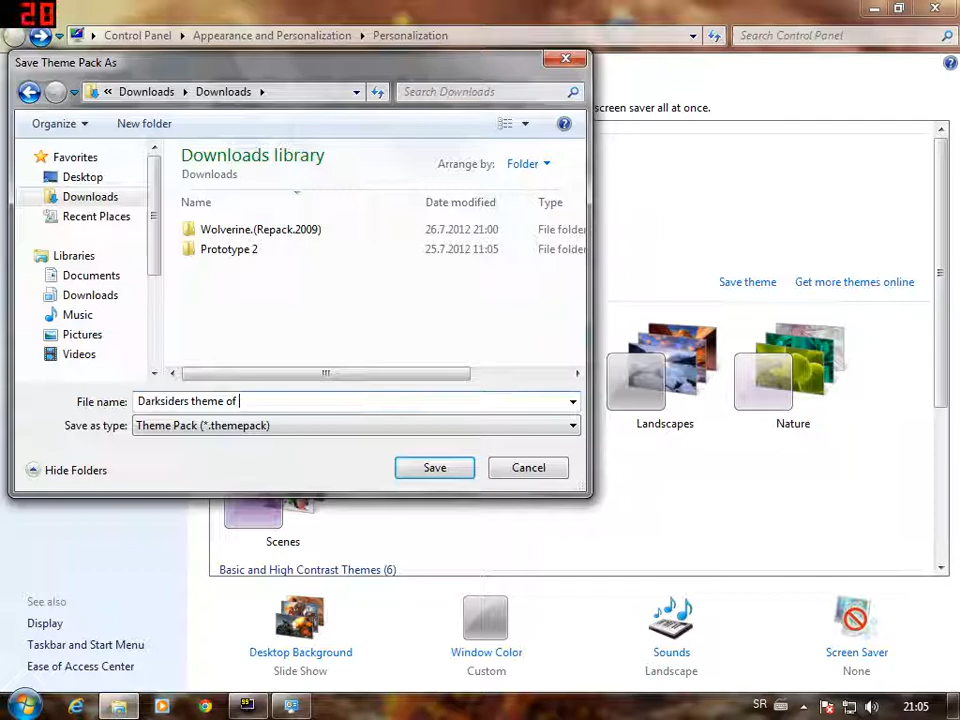 20
Control Panel Appearance and Personalization Personalization
Search Control Panel
Save Theme Pack As
« Downloads Downloads
Search Downloads
screen saver all at once.
Organize
New folder
Favorites
Desktop
Downloads
Recent Places
Libraries
Documents
Downloads
Music
Pictures
Videos
Downloads library
Downloads
Arrange by: Folder
Name Date modified Type
Wolverine.(Repack.2009) 26.7.2012 21:00 File folde
Prototype 2 25.7.2012 11:05 File folde
File name: Darksiders theme of
Save as type: Theme Pack (*.themepack)
Hide Folders
Save
Cancel
Save theme
Get more themes online
Landscapes
Nature
Scenes
Basic and High Contrast Themes (6)
See also
Display
Taskbar and Start Menu
Ease of Access Center
Desktop Background
Slide Show
Window Color
Custom
Sounds
Landscape
Screen Saver
None
SR
21:05